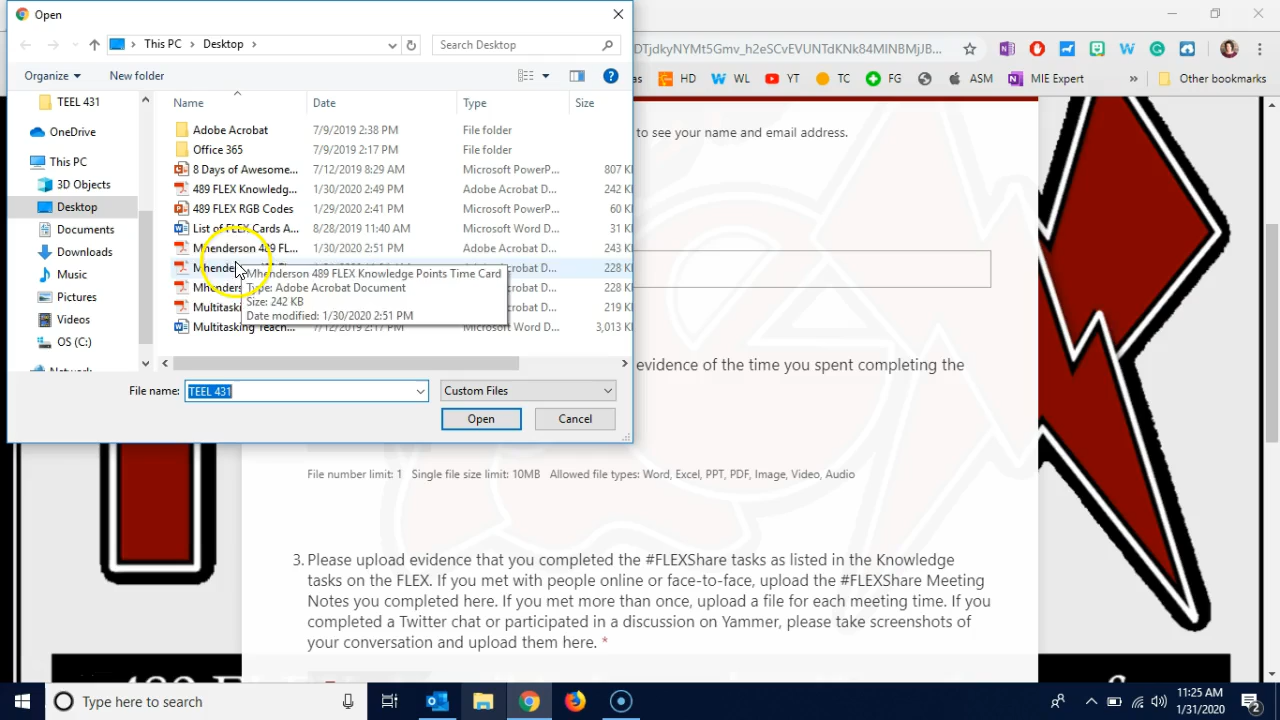 Open
This PC
Desktop
Search Desktop
DTjdkyNYMt5Gmv_h2eSCvEVUNTdKNk84MINBMjJB...
Organize
New folder
as
HD
WL
YT
TC
FG
ASM
MIE Expert
Other bookmarks
TEEL 431
OneDrive
This PC
3D Objects
Desktop
Documents
Downloads
Music
Pictures
Videos
OS (C:)
Name
Date
Type
Size
Adobe Acrobat
7/9/2019 2:38 PM
File folder
Office 365
7/9/2019 2:17 PM
File folder
8 Days of Awesome...
7/12/2019 8:29 AM
Microsoft PowerP...
807 K
489 FLEX Knowledg...
1/30/2020 2:49 PM
Adobe Acrobat D...
242 K
489 FLEX RGB Codes
1/29/2020 2:41 PM
Microsoft PowerP...
60 K
List of FLEX Cards A...
8/28/2019 11:40 AM
Microsoft Word D...
31 K
Mhenderson 489 FL...
1/30/2020 2:51 PM
Adobe Acrobat D...
243 K
228 K
228 K
219 K
Multitasking Teach...
7/12/2019 2:17 PM
Microsoft Word D...
3,013 K
Mhenderson 489 FLEX Knowledge Points Time Card
Type: Adobe Acrobat Document
Size: 242 KB
Date modified: 1/30/2020 2:51 PM
File name:
TEEL 431
Custom Files
Open
Cancel
to see your name and email address.
evidence of the time you spent completing the
File number limit: 1 Single file size limit: 10MB Allowed file types: Word, Excel, PPT, PDF, Image, Video, Audio
3. Please upload evidence that you completed the #FLEXShare tasks as listed in the Knowledge
tasks on the FLEX. If you met with people online or face-to-face, upload the #FLEXShare Meeting
Notes you completed here. If you met more than once, upload a file for each meeting time. If you
completed a Twitter chat or participated in a discussion on Yammer, please take screenshots of
your conversation and upload them here. *
Type here to search
11:25 AM
1/31/2020
2